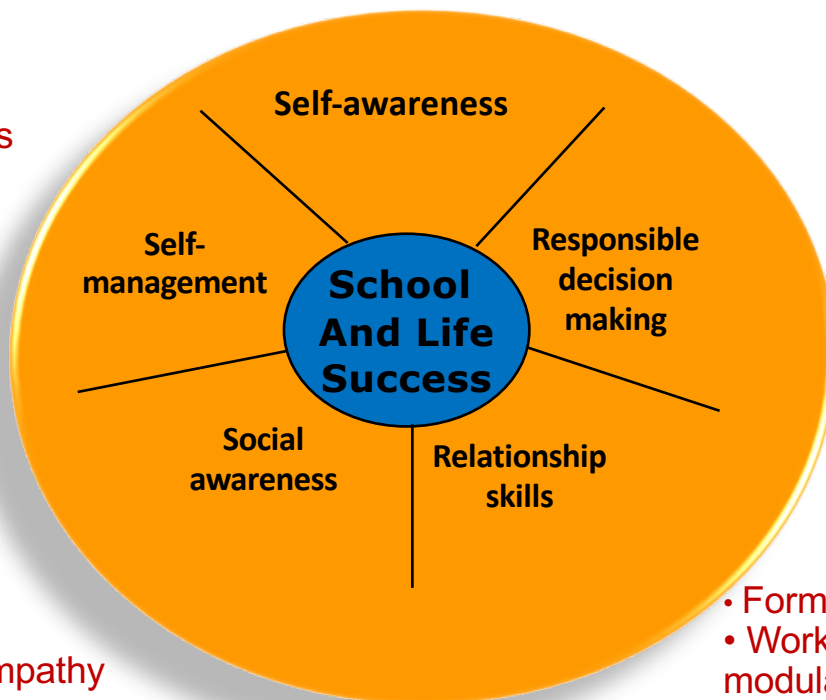 Self-awareness
s
Self-
management
Responsible
decision
making
School
And Life
Success
Social
awareness
Relationship
skills
• Form
• Work
modula
mpathy